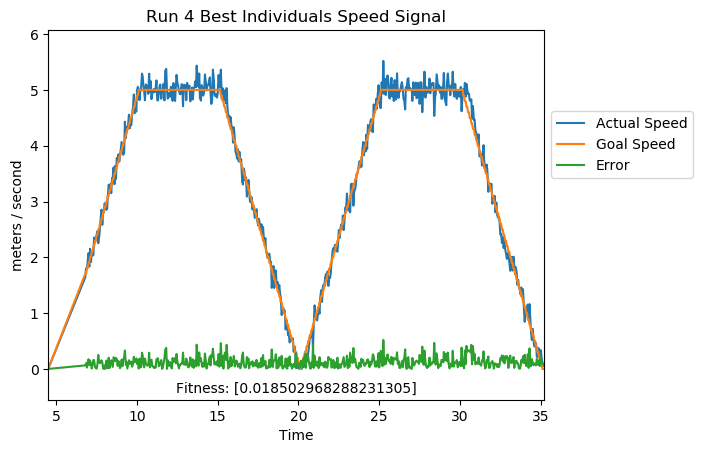 Run 4 Best Individuals Speed Signal
6
5
4
3
2
1
0
meters / second
Actual Speed
Goal Speed
Error
Fitness: [0.018502968288231305]
5 10 15 20 25 30 35
Time